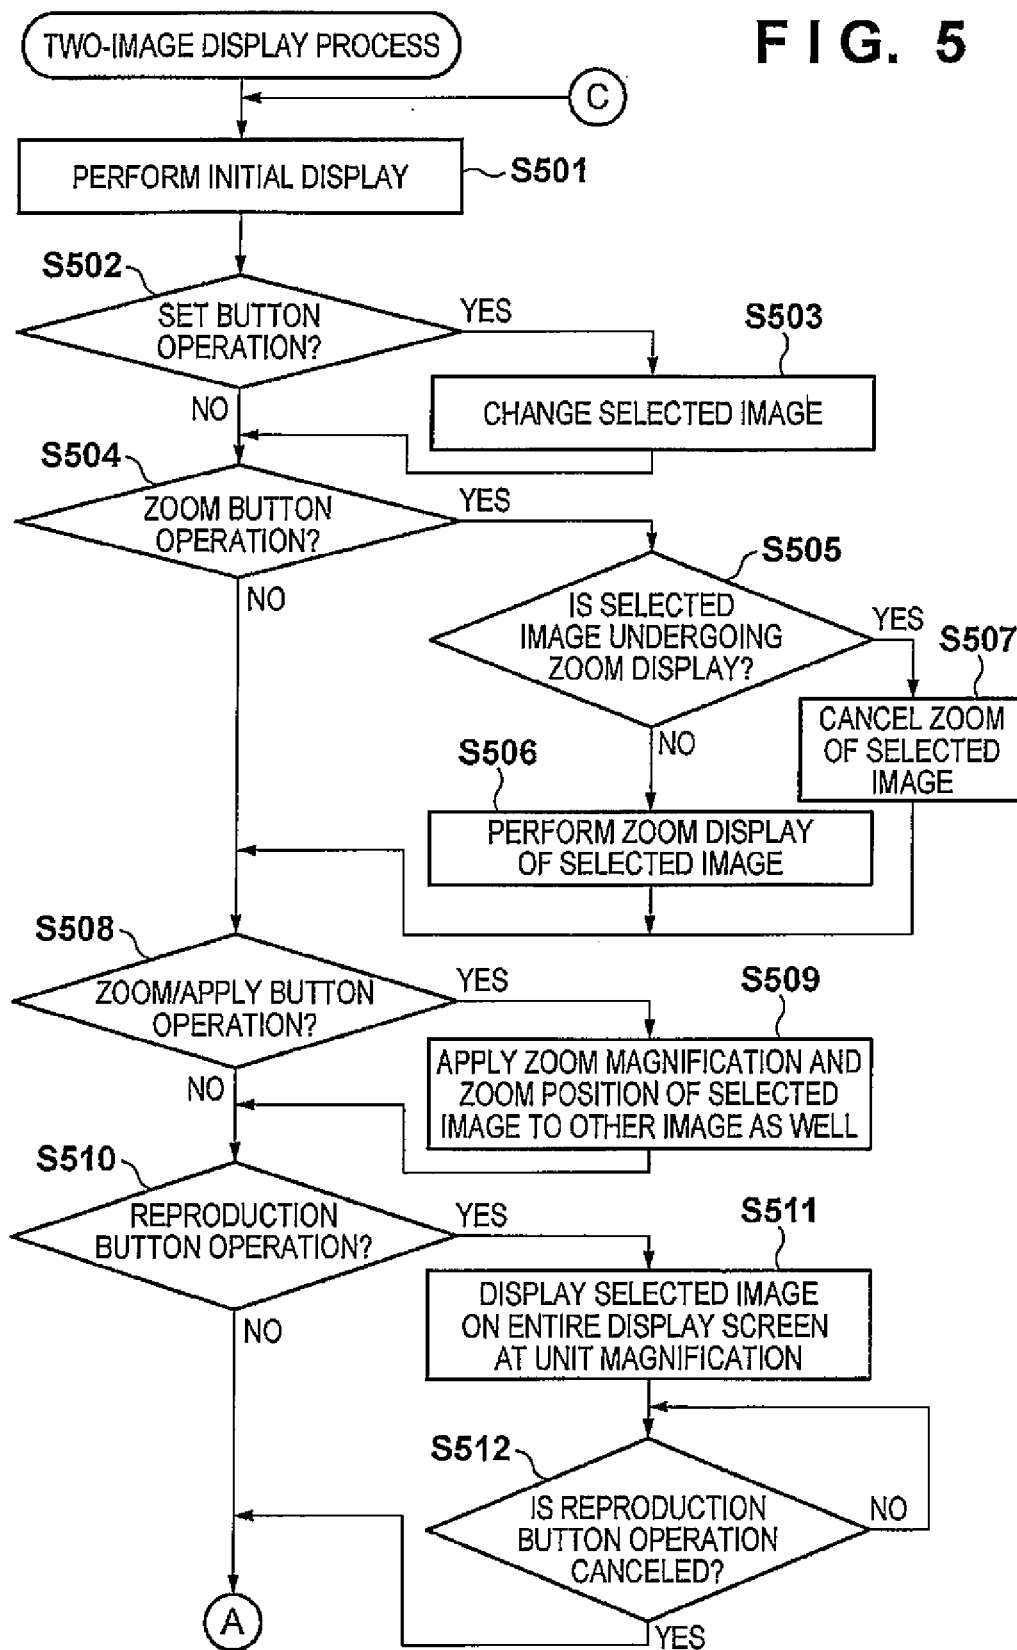 FIG. 5
TWO-IMAGE DISPLAY PROCESS
C
PERFORM INITIAL DISPLAY
S501
S502
SET BUTTON
OPERATION?
YES
NO
S503
CHANGE SELECTED IMAGE
S504
ZOOM BUTTON
OPERATION?
YES
NO
S505
IS SELECTED
IMAGE UNDERGOING
ZOOM DISPLAY?
YES
NO
S507
CANCEL ZOOM
OF SELECTED
IMAGE
S506
PERFORM ZOOM DISPLAY
OF SELECTED IMAGE
S508
ZOOM/APPLY BUTTON
OPERATION?
YES
NO
S509
APPLY ZOOM MAGNIFICATION AND
ZOOM POSITION OF SELECTED
IMAGE TO OTHER IMAGE AS WELL
S510
REPRODUCTION
BUTTON OPERATION?
YES
NO
S511
DISPLAY SELECTED IMAGE
ON ENTIRE DISPLAY SCREEN
AT UNIT MAGNIFICATION
S512
IS REPRODUCTION
BUTTON OPERATION
CANCELED?
NO
YES
A